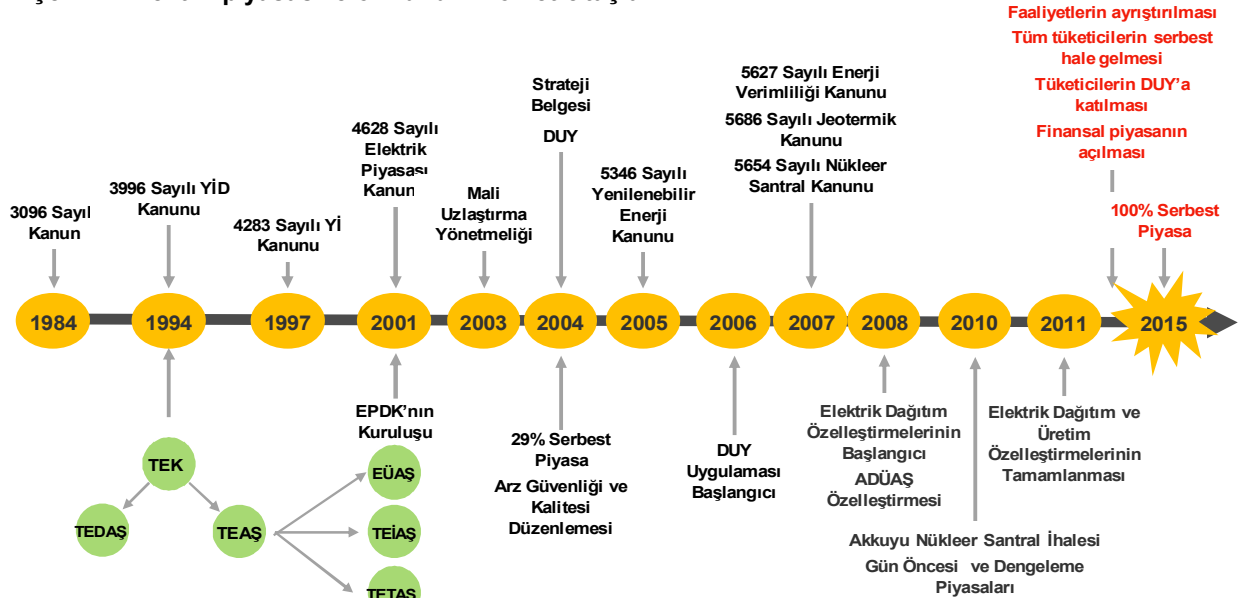 Faaliyetlerin ayrıştırılması
Tüm tüketicilerin serbest
hale gelmesi
Tüketicilerin DUY'a
katılması
Finansal piyasanın
açılması
100% Serbest
Piyasa
3096 Sayıl
Kanun
3996 Sayılı YİD
Kanunu
4283 Sayılı Yİ
Kanunu
4628 Sayılı
Elektrik
Piyasası
Kanun
Mali
Uzlaştırma
Yönetmeliği
Strateji
Belgesi
DUY
5346 Sayılı
Yenilenebilir
Enerji
Kanunu
5627 Sayılı Enerji
Verimliliği Kanunu
5686 Sayılı Jeotermik
Kanunu
5654 Sayılı Nükleer
Santral Kanunu
1984
1994
1997
2001
2003
2004
2005
2006
2007
2008
2010
2011
2015
TEK
TEDAŞ
TEAŞ
EPDK'nın
Kuruluşu
EÜAŞ
TEİAŞ
TETAŞ
29% Serbest
Piyasa
Arz Güvenliği ve
Kalitesi
Düzenlemesi
DUY
Uygulaması
Başlangıcı
Elektrik Dağıtım
Özelleştirmelerinin
Başlangıcı
ADÜAŞ
Özelleştirmesi
Akkuyu Nükleer Santral İhalesi
Gün Öncesi ve Dengeleme
Piyasaları
Elektrik Dağıtım ve
Üretim
Özelleştirmelerinin
Tamamlanması